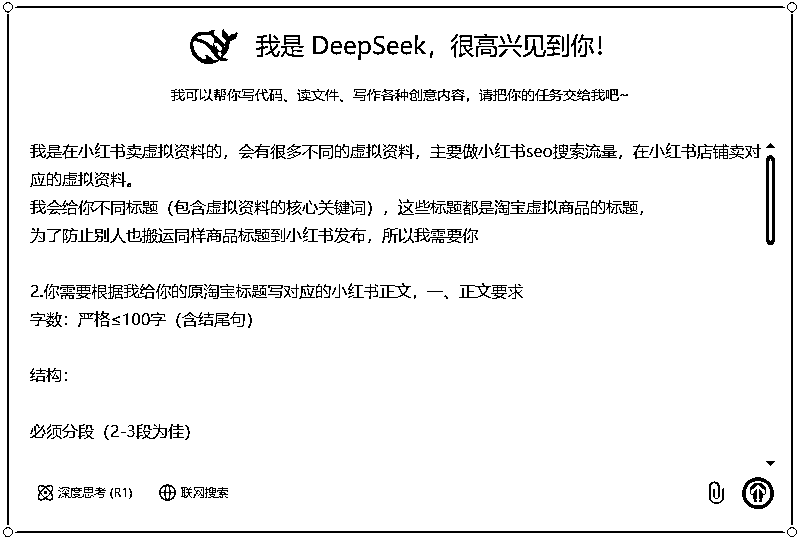 我是 DeepSeek，很高兴见到你！
我可以帮你写代码、读文件、写作各种创意内容，请把你的任务交给我吧~
我是在小红书卖虚拟资料的，会有很多不同的虚拟资料，主要做小红书seo搜索流量，在小红书店铺卖对
应的虚拟资料。
我会给你不同标题（包含虚拟资料的核心关键词），这些标题都是淘宝虚拟商品的标题，
为了防止别人也搬运同样商品标题到小红书发布，所以我需要你
2.你需要根据我给你的原淘宝标题写对应的小红书正文，一、正文要求
字数：严格≤100字（含结尾句）
结构：
必须分段（2-3段为佳）
深度思考 (R1) 联网搜索